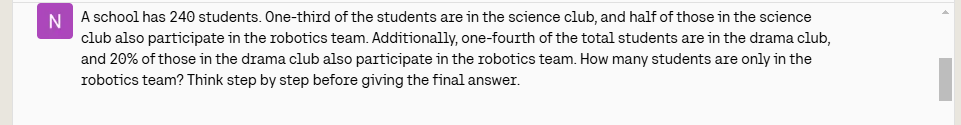 N
A school has 240 students. One-third of the students are in the science club, and half of those in the science
club also participate in the robotics team. Additionally, one-fourth of the total students are in the drama club,
and 20% of those in the drama club also participate in the robotics team. How many students are only in the
robotics team? Think step by step before giving the final answer.